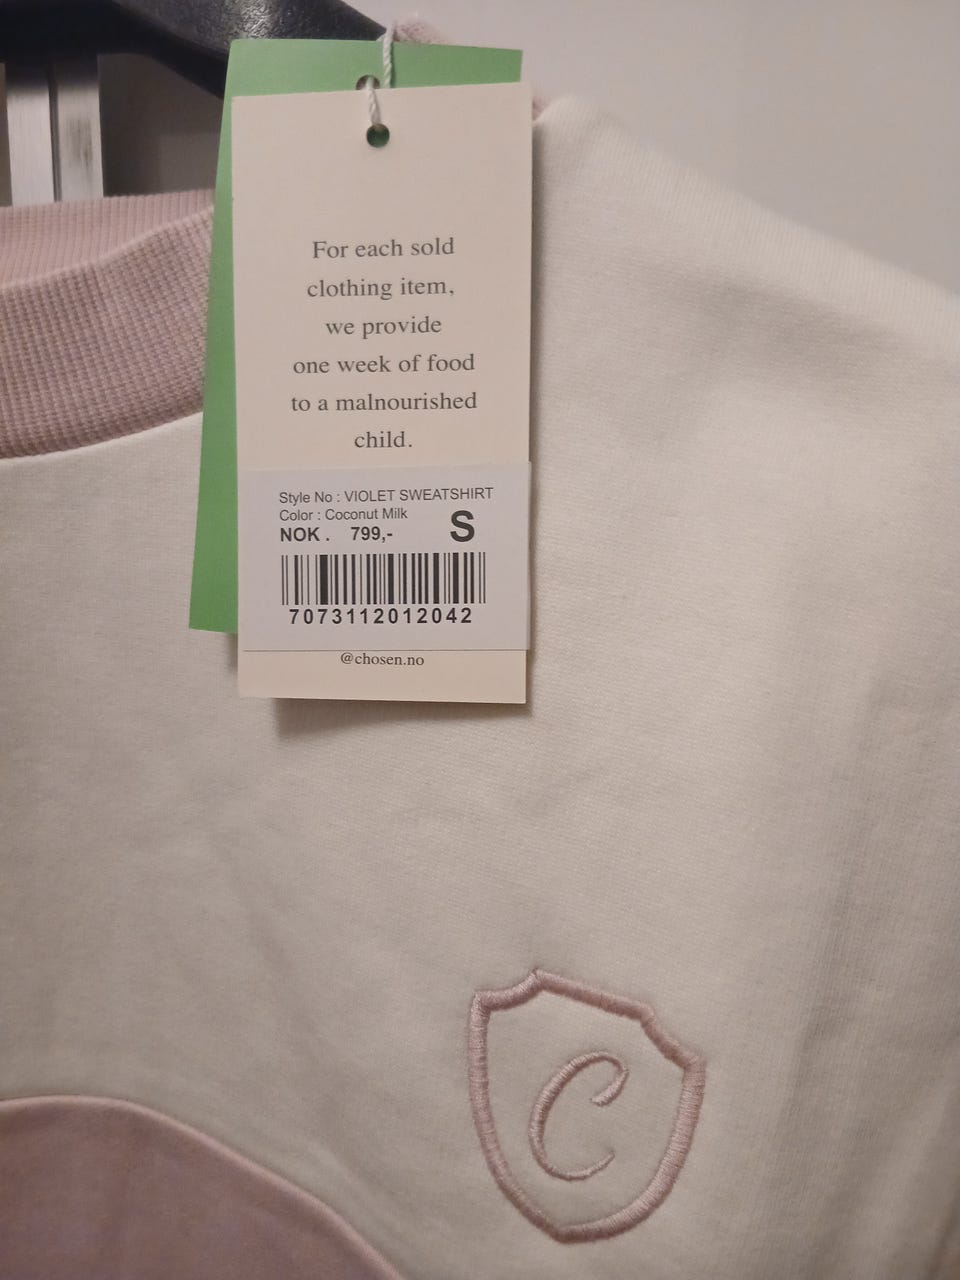 For each sold
clothing item,
we provide
one week of food
to a malnourished
child.
Style No : VIOLET SWEATSHIRT
Color : Coconut Milk
NOK . 799,- S
7073112012042
@chosen.no
C